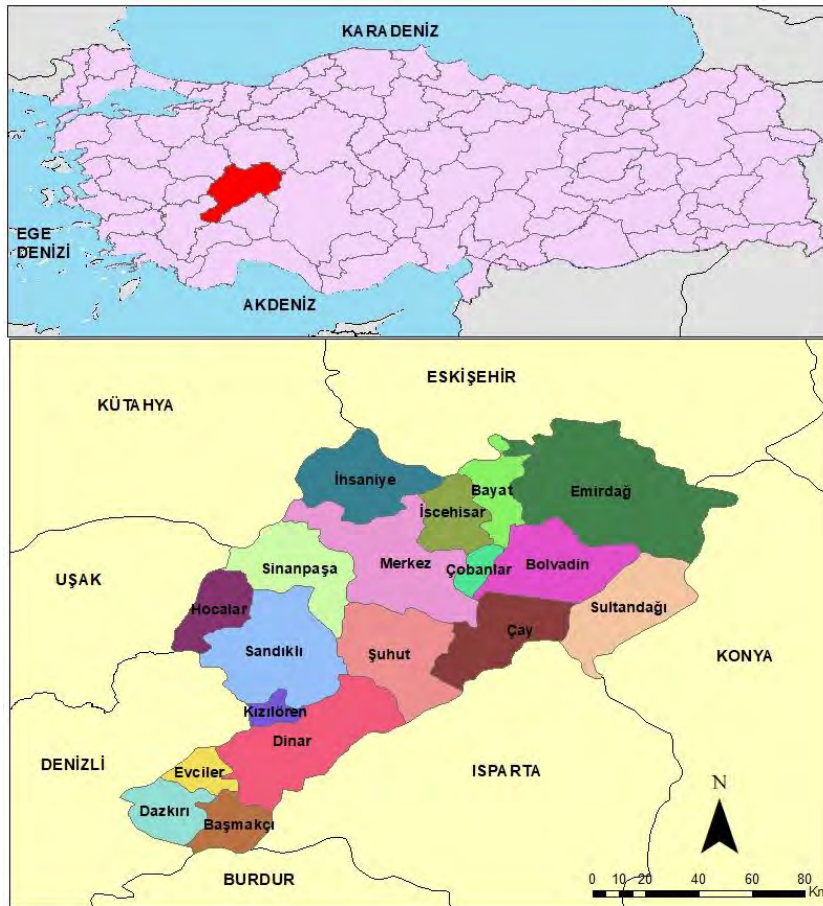 KARADENİZ
EGE
DENİZİ
AKDENİZ
ESKİŞEHİR
KÜTAHYA
İhsaniye
Bayat
Emirdağ
İscehisar
Sinanpaşa
Merkez
Çobanlar
Bolvadin
UŞAK
Hocalar
Sultandağı
Çay
Sandıklı
Şuhut
KONYA
Kızılören
Dinar
DENİZLİ
Evciler
ISPARTA
N
Dazkırı
Başmakçı
BURDUR
0 10 20 40 60 80
Km